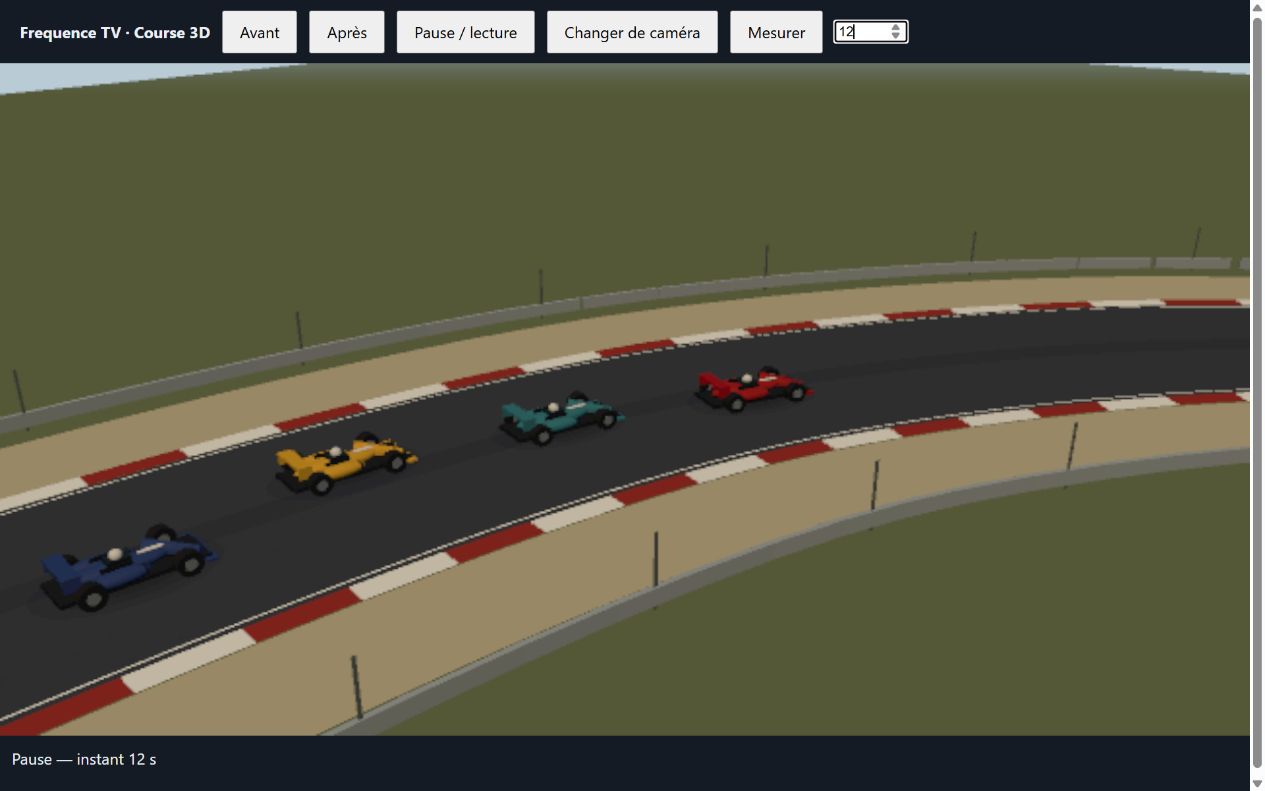 Frequence TV · Course 3D Avant Après Pause / lecture Changer de caméra Mesurer 12
Pause — instant 12 s